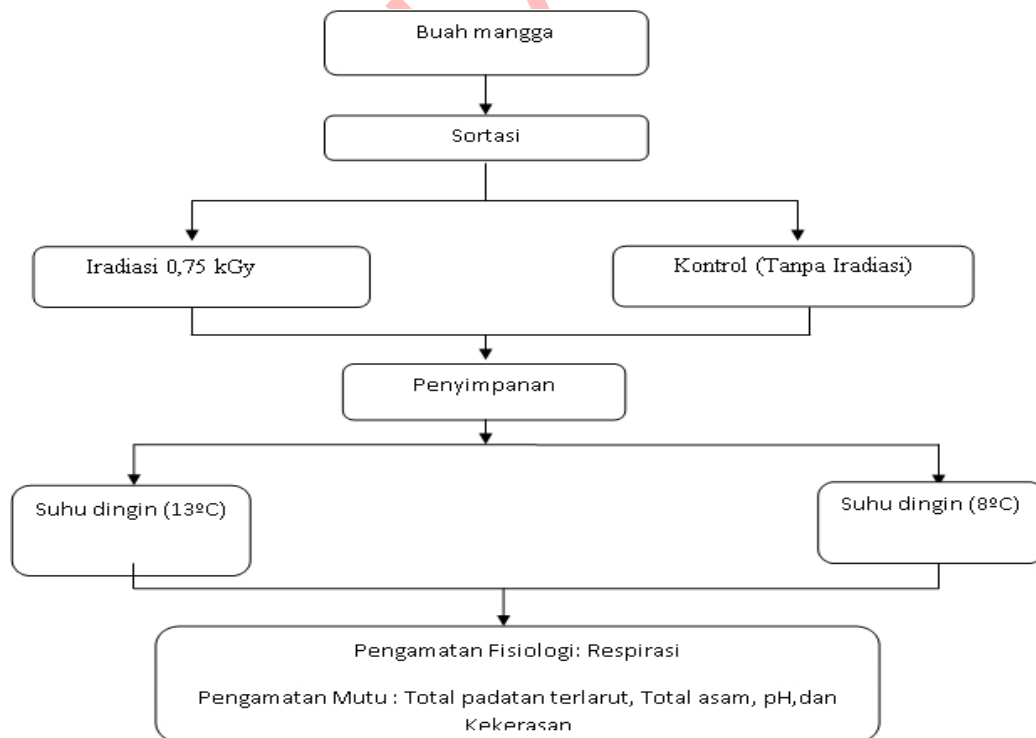 Buah mangga
Sortasi
Iradiasi 0,75 kGy
Kontrol (Tanpa Iradiasi)
Penyimpanan
Suhu dingin (13ºC)
Suhu dingin (8ºC)
Pengamatan Fisiologi: Respirasi
Pengamatan Mutu : Total padatan terlarut, Total asam, pH,dan
Kekerasan